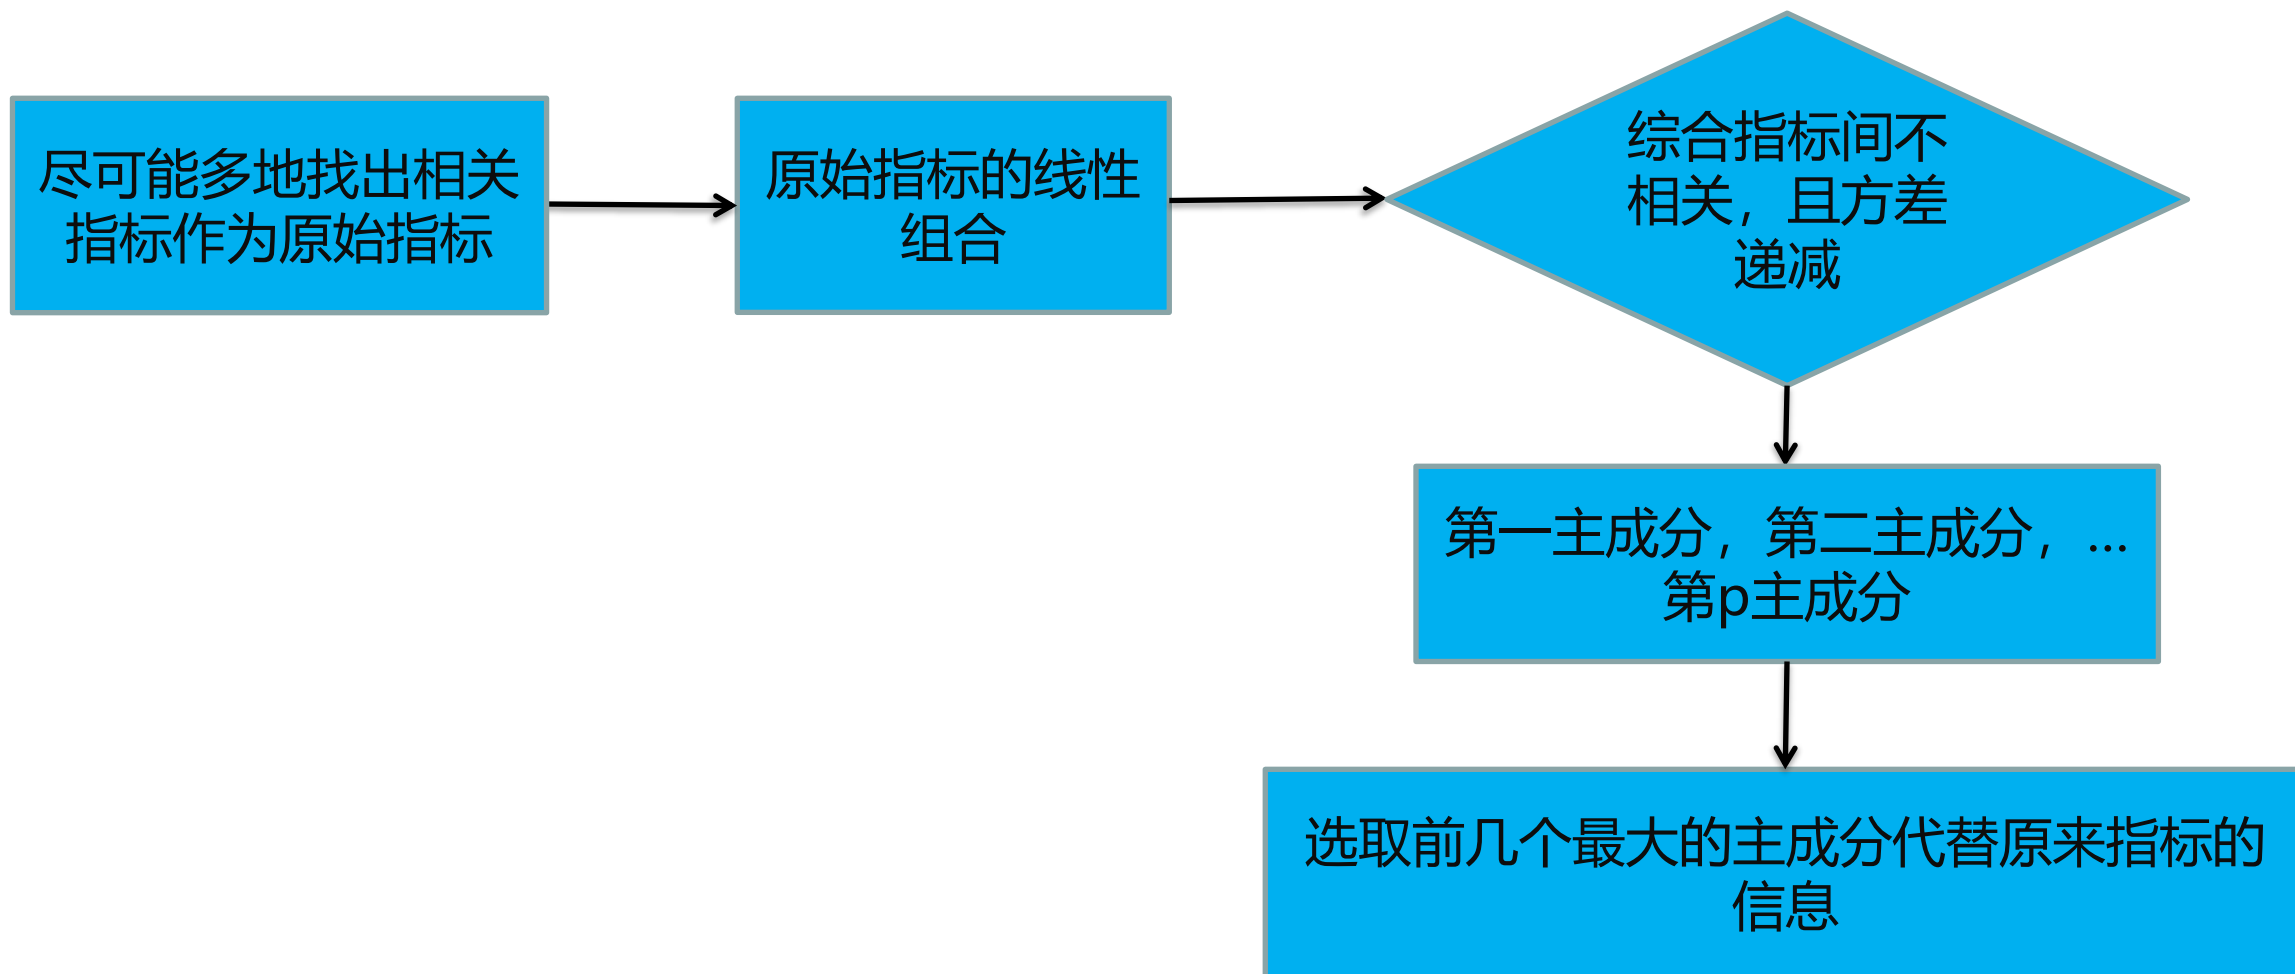 尽可能多地找出相关
指标作为原始指标
原始指标的线性
组合
综合指标间不
相关，且方差
递减
第一主成分，第二主成分，...
第p主成分
选取前几个最大的主成分代替原来指标的
信息